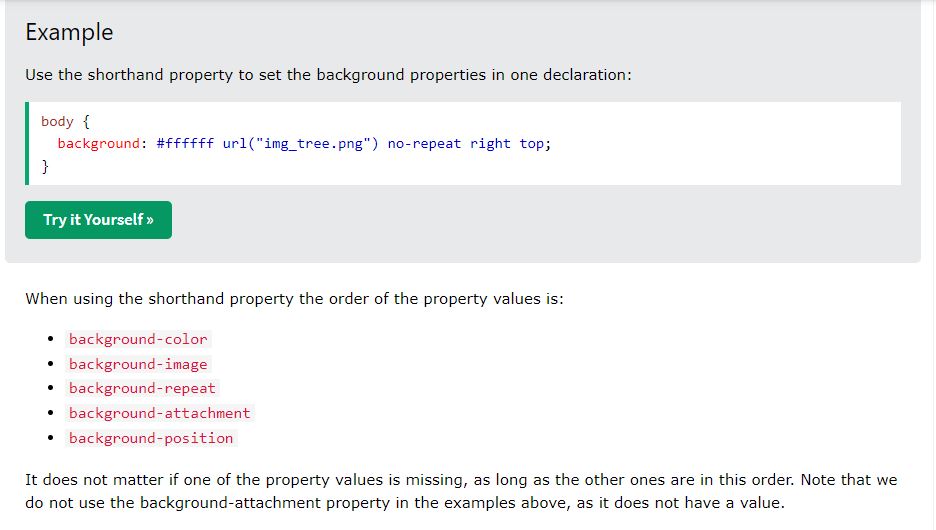 Example
Use the shorthand property to set the background properties in one declaration:
body {
  background: #ffffff url("img_tree.png") no-repeat right top;
}
Try it Yourself »
When using the shorthand property the order of the property values is:
• background-color
• background-image
• background-repeat
• background-attachment
• background-position
It does not matter if one of the property values is missing, as long as the other ones are in this order. Note that we
do not use the background-attachment property in the examples above, as it does not have a value.